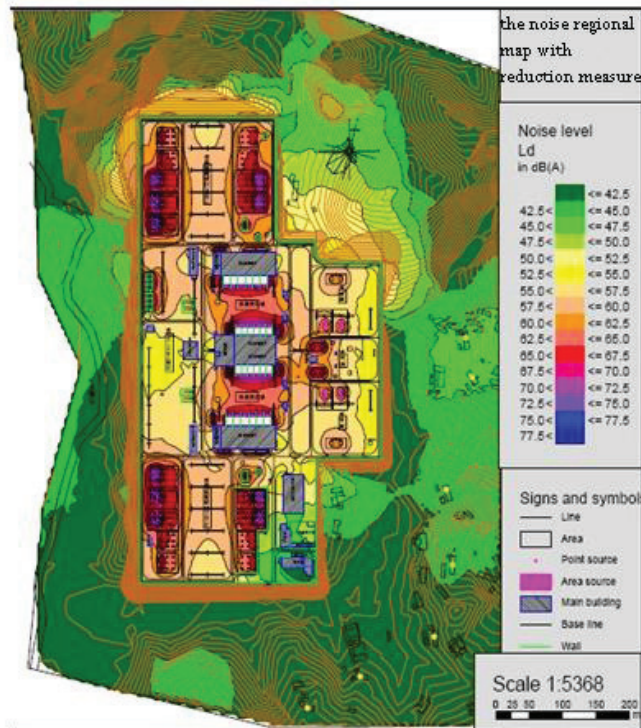 the noise regional
map with
reduction measure
Noise level
Ld
in dB(A)
<= 42.5
42.5< <= 45.0
45.0< <= 47.5
47.5< <= 50.0
50.0< <= 52.5
52.5< <= 55.0
55.0< <= 57.5
57.5< <= 60.0
60.0< <= 62.5
62.5< <= 65.0
65.0< <= 67.5
67.5< <= 70.0
70.0< <= 72.5
72.5< <= 75.0
75.0< <= 77.5
77.5<
Signs and symbols
Line
Area
Point source
Area source
Main building
Base line
Wall
Scale 1:5368
0 25 50 100 150 200